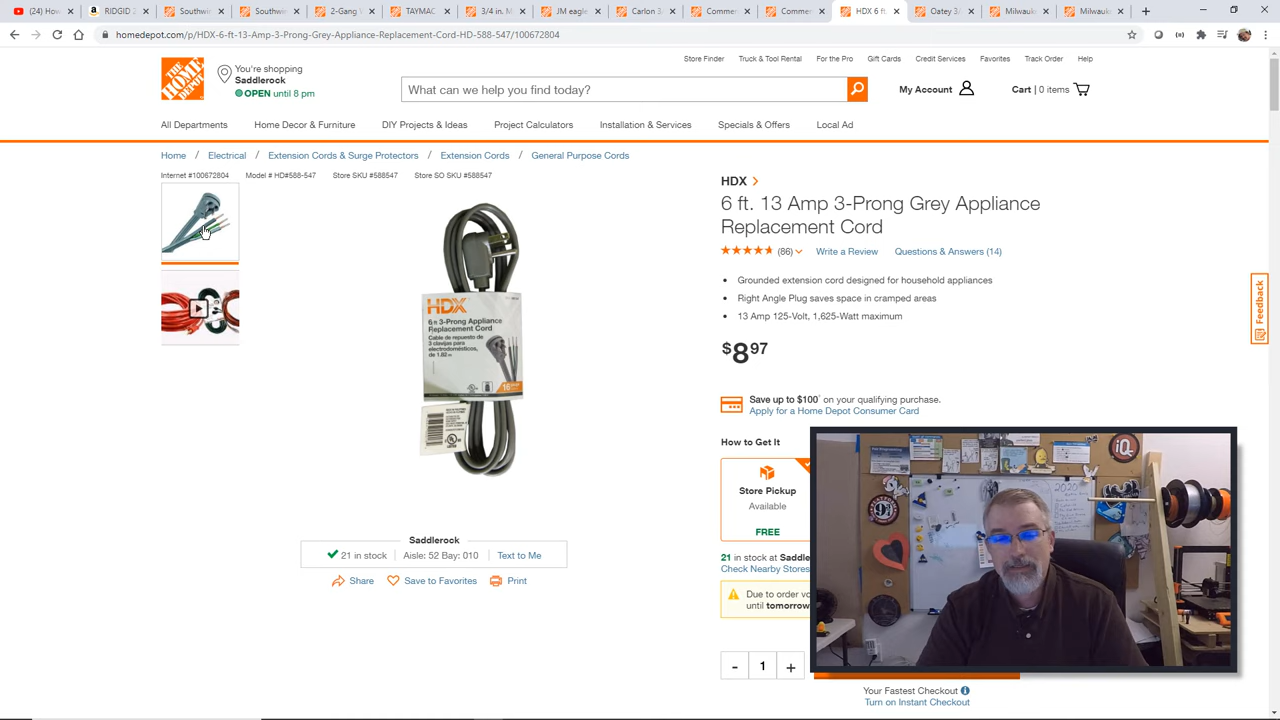 (24) How
RIDGID 2
Southwir
Southwir
2-Gang V
TAYMAC
3/4 in. M
JM eagle
Carlon 3/
Commer
Commer
HDX 6 ft.
Oatey 3/
Milwauk
Milwauk
homedepot.com/p/HDX-6-ft-13-Amp-3-Prong-Grey-Appliance-Replacement-Cord-HD-588-547/100672804
Store Finder
Truck & Tool Rental
For the Pro
Gift Cards
Credit Services
Favorites
Track Order
Help
THE HOME DEPOT
You're shopping
Saddlerock
OPEN until 8 pm
What can we help you find today?
My Account
Cart | 0 items
All Departments
Home Decor & Furniture
DIY Projects & Ideas
Project Calculators
Installation & Services
Specials & Offers
Local Ad
Home / Electrical / Extension Cords & Surge Protectors / Extension Cords / General Purpose Cords
Internet #100672804 Model # HD#588-547 Store SKU #588547 Store SO SKU #588547
HDX
6 ft. 13 Amp 3-Prong Grey Appliance
Replacement Cord
(86)
Write a Review
Questions & Answers (14)
Grounded extension cord designed for household appliances
Right Angle Plug saves space in cramped areas
13 Amp 125-Volt, 1,625-Watt maximum
$8 97
HDX
6 ft 3-Prong Appliance
Replacement Cord
Cable de repuesto de
3 clavijas para
electrodomésticos,
de 1.82 m
16
Feedback
Save up to $100 on your qualifying purchase.
Apply for a Home Depot Consumer Card
How to Get It
Store Pickup
Available
FREE
21 in stock at Saddle
Check Nearby Stores
Due to order vo
until tomorrow
Saddlerock
21 in stock
Aisle: 52 Bay: 010
Text to Me
Share
Save to Favorites
Print
- 1 +
Your Fastest Checkout
Turn on Instant Checkout
iQ
2020